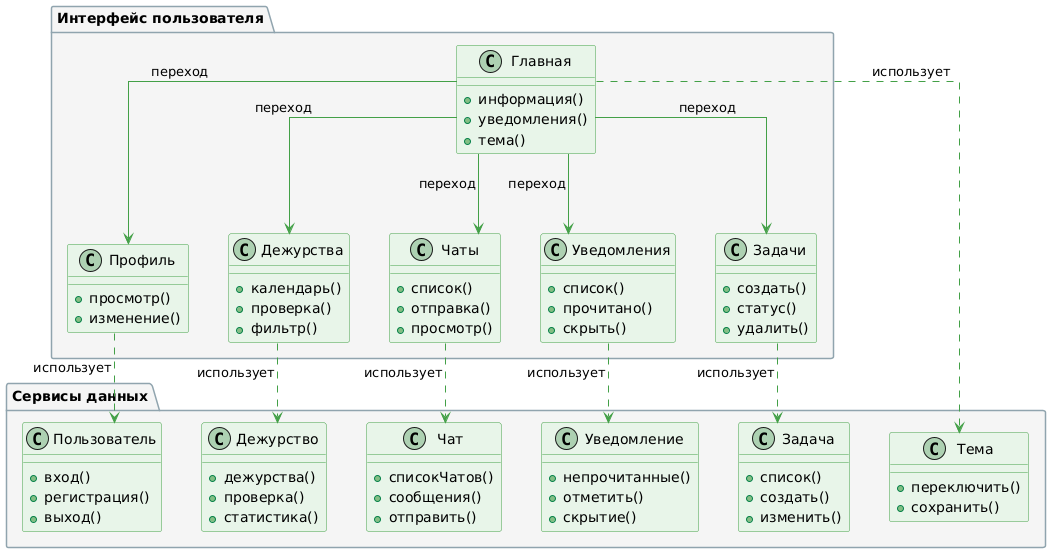 Интерфейс пользователя
C Главная
информация()
уведомления()
тема()
переход
использует
переход
переход
переход
переход
C Профиль
просмотр()
изменение()
C Дежурства
календарь()
проверка()
фильтр()
C Чаты
список()
отправка()
просмотр()
C Уведомления
список()
прочитано()
скрыть()
C Задачи
создать()
статус()
удалить()
использует
использует
использует
использует
использует
Сервисы данных
C Пользователь
вход()
регистрация()
выход()
C Дежурство
дежурства()
проверка()
статистика()
C Чат
списокЧатов()
сообщения()
отправить()
C Уведомление
непрочитанные()
отметить()
скрытие()
C Задача
список()
создать()
изменить()
C Тема
переключить()
сохранить()